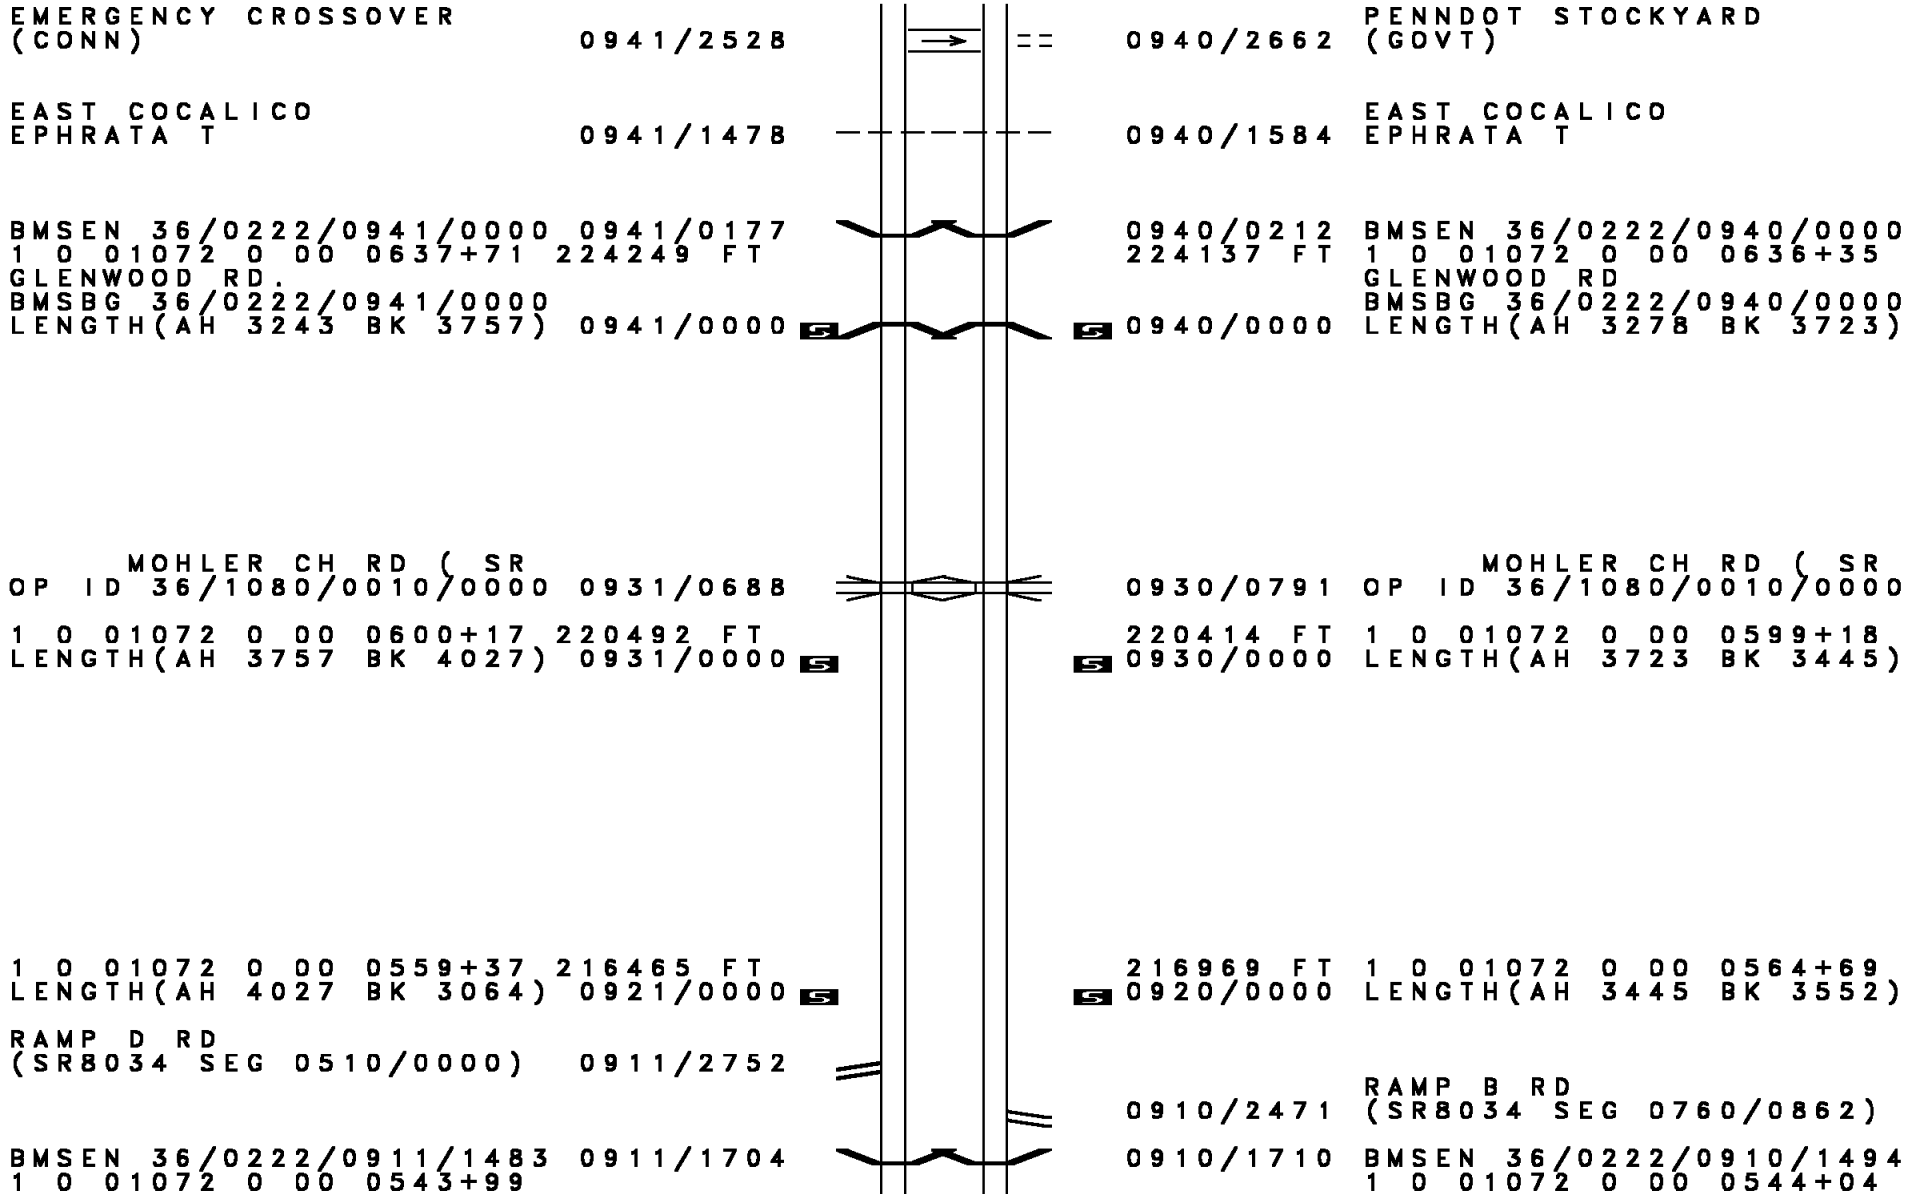 EMERGENCY CROSSOVER
(CONN) 0941/2528
PENNDOT STOCKYARD
0940/2662 (GOVT)
EAST COCALICO
EPHRATA T 0941/1478
EAST COCALICO
0940/1584 EPHRATA T
BMSEN 36/0222/0941/0000 0941/0177
0940/0212 BMSEN 36/0222/0940/0000
1 0 01072 0 00 0637+71 224249 FT
224137 FT 1 0 01072 0 00 0636+35
GLENWOOD RD.
GLENWOOD RD
BMSBG 36/0222/0941/0000
BMSBG 36/0222/0940/0000
LENGTH(AH 3243 BK 3757) 0941/0000 S
S 0940/0000 LENGTH(AH 3278 BK 3723)
MOHLER CH RD ( SR
MOHLER CH RD ( SR
OP ID 36/1080/0010/0000 0931/0688
0930/0791 OP ID 36/1080/0010/0000
1 0 01072 0 00 0600+17 220492 FT
220414 FT 1 0 01072 0 00 0599+18
LENGTH(AH 3757 BK 4027) 0931/0000 S
S 0930/0000 LENGTH(AH 3723 BK 3445)
1 0 01072 0 00 0559+37 216465 FT
216969 FT 1 0 01072 0 00 0564+69
LENGTH(AH 4027 BK 3064) 0921/0000 S
S 0920/0000 LENGTH(AH 3445 BK 3552)
RAMP D RD
(SR8034 SEG 0510/0000) 0911/2752
RAMP B RD
0910/2471 (SR8034 SEG 0760/0862)
BMSEN 36/0222/0911/1483 0911/1704
0910/1710 BMSEN 36/0222/0910/1494
1 0 01072 0 00 0543+99
1 0 01072 0 00 0544+04